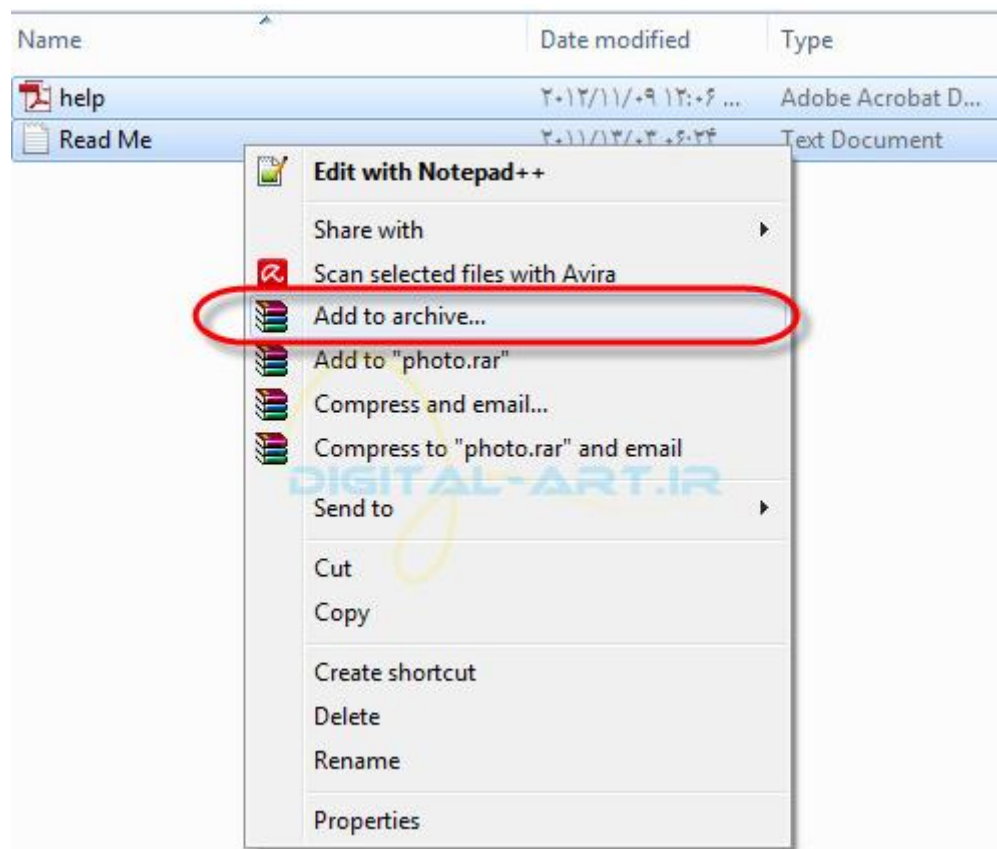 Name Date modified Type
help Adobe Acrobat D...
Read Me Text Document
Edit with Notepad++
Share with
Scan selected files with Avira
Add to archive...
Add to "photo.rar"
Compress and email...
Compress to "photo.rar" and email
DIGITAL-ART.IR
Send to
Cut
Copy
Create shortcut
Delete
Rename
Properties